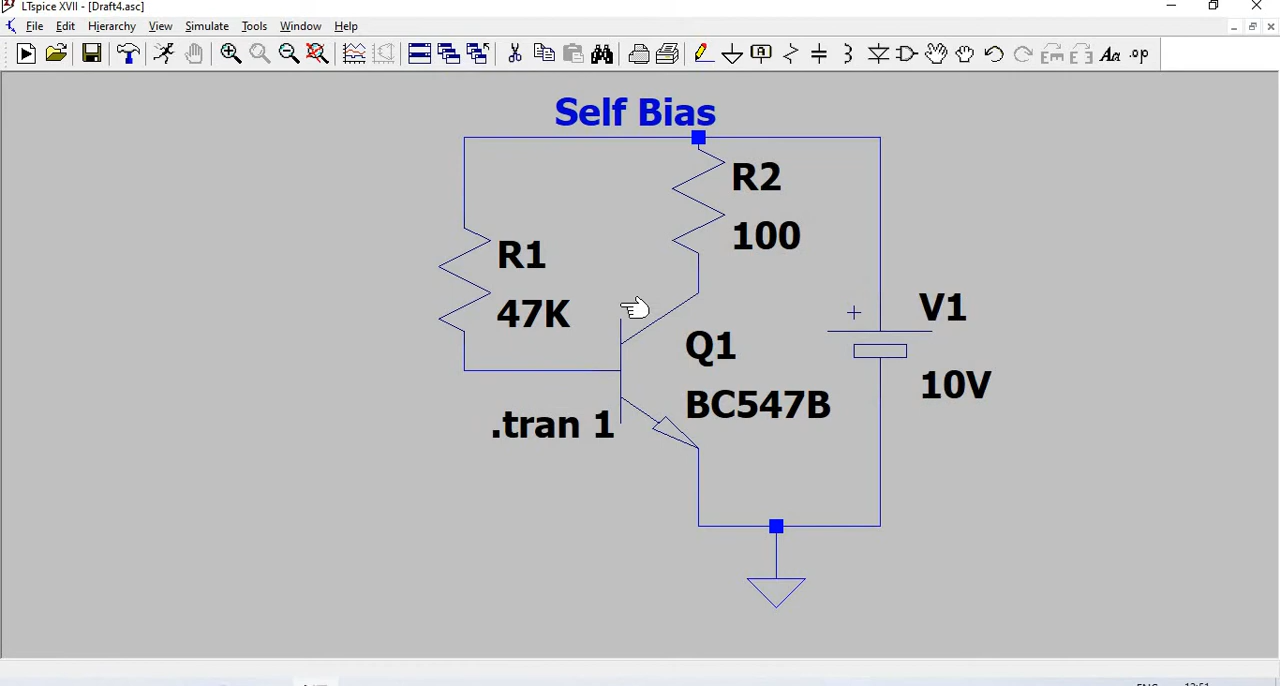 LTspice XVII - [Draft4.asc]
File Edit Hierarchy View Simulate Tools Window Help
Self Bias
R2
100
R1
47K
V1
10V
Q1
BC547B
.tran 1